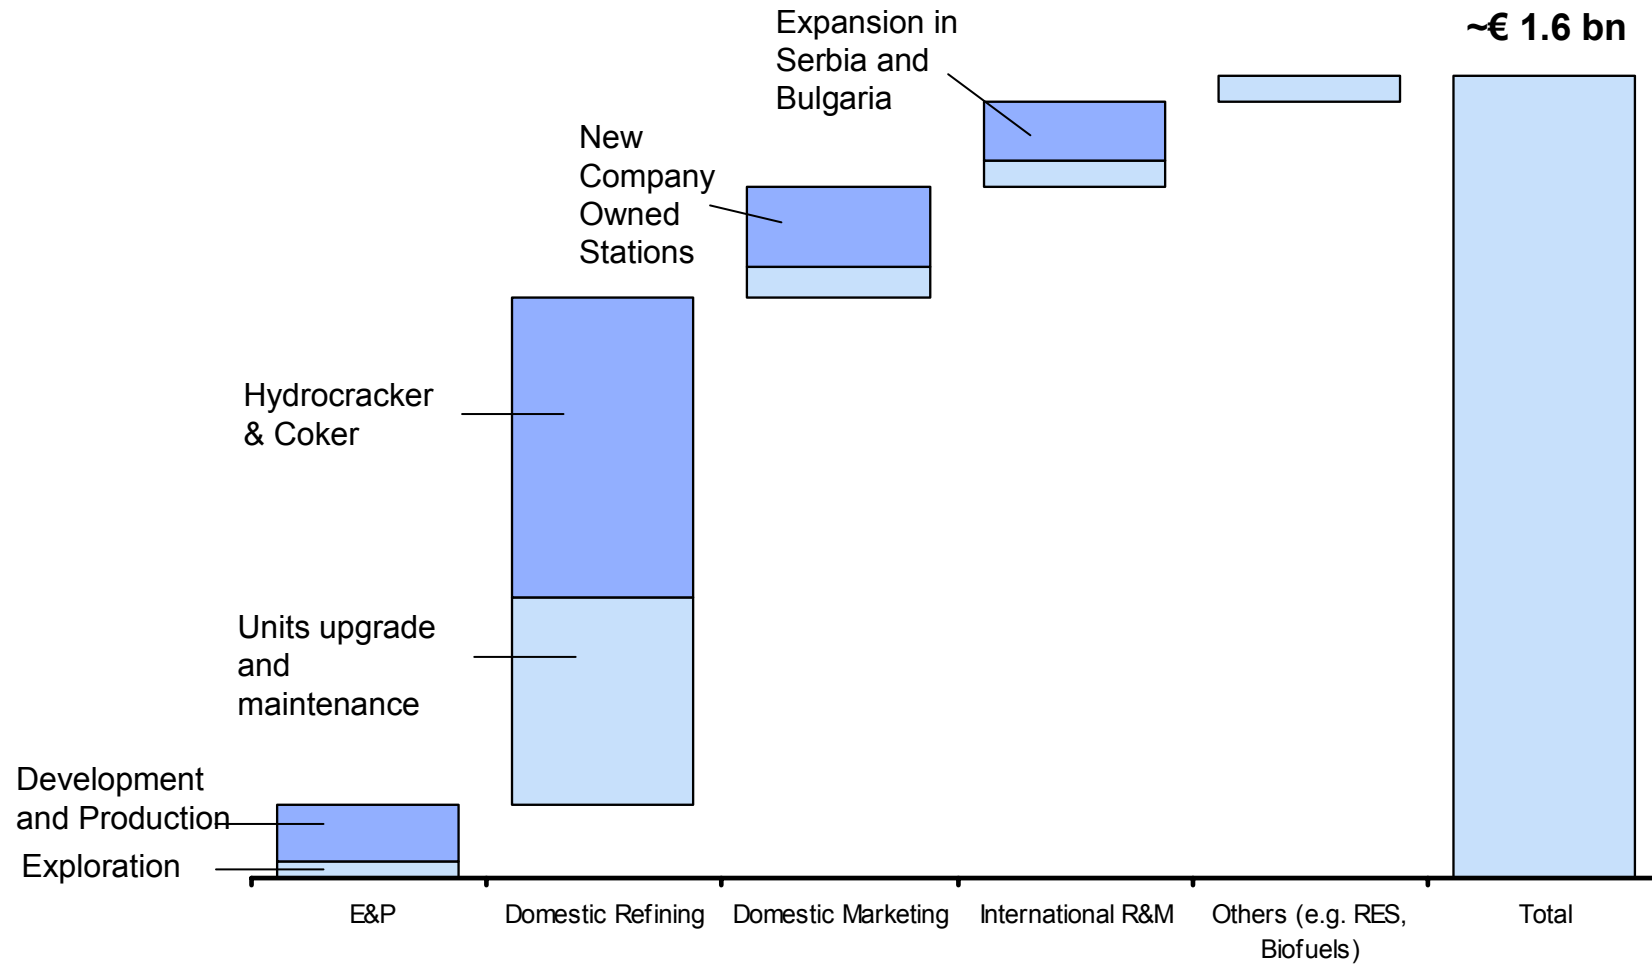 Expansion in
Serbia and
Bulgaria
~€ 1.6 bn
New
Company
Owned
Stations
Hydrocracker
& Coker
Units upgrade
and
maintenance
Development
and Production
Exploration
E&P
Domestic Refining
Domestic Marketing
International R&M
Others (e.g. RES,
Biofuels)
Total